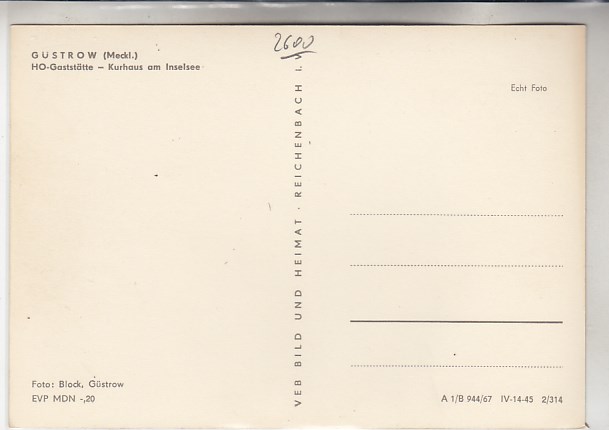 2600
GÜSTROW (Meckl.)
HO-Gaststätte – Kurhaus am Inselsee
Echt Foto
VEB BILD UND HEIMAT · REICHENBACH I. V.
Foto: Block, Güstrow
EVP MDN -,20
A 1/B 944/67 IV-14-45 2/314